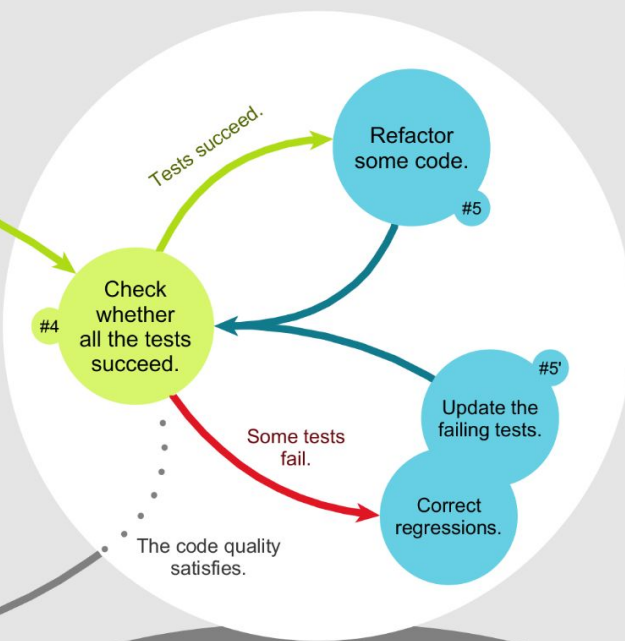 Tests succeed.
Refactor
some code.
#5
Check
whether
all the tests
succeed.
#4
#5'
Update the
failing tests.
Some tests
fail.
Correct
regressions.
The code quality
satisfies.